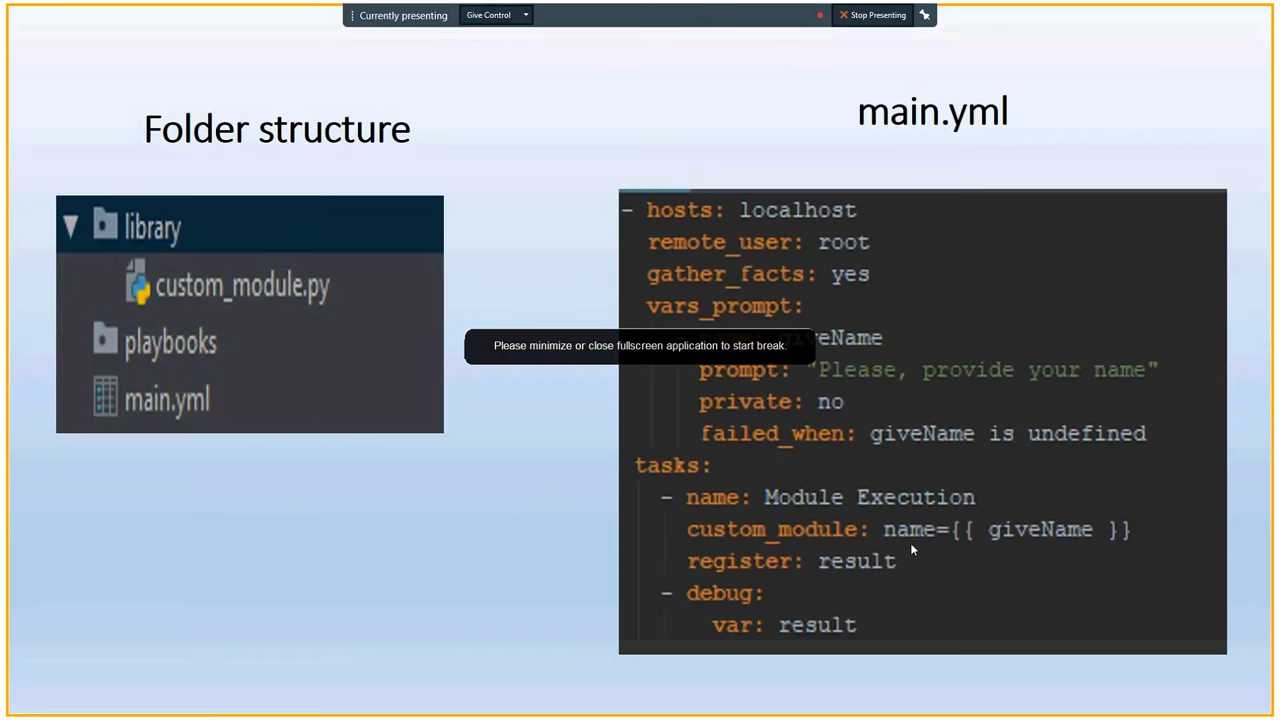 Currently presenting
Give Control
Stop Presenting
Folder structure
library
custom_module.py
playbooks
main.yml
main.yml
- hosts: localhost
remote_user: root
gather_facts: yes
vars_prompt:
giveName
Please minimize or close fullscreen application to start break.
prompt: "Please, provide your name"
private: no
failed_when: giveName is undefined
tasks:
- name: Module Execution
custom_module: name={{ giveName }}
register: result
- debug:
var: result